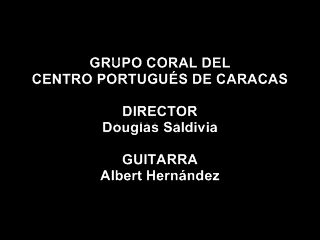 GRUPO CORAL DEL
CENTRO PORTUGUÉS DE CARACAS
DIRECTOR
Douglas Saldivia
GUITARRA
Albert Hernández